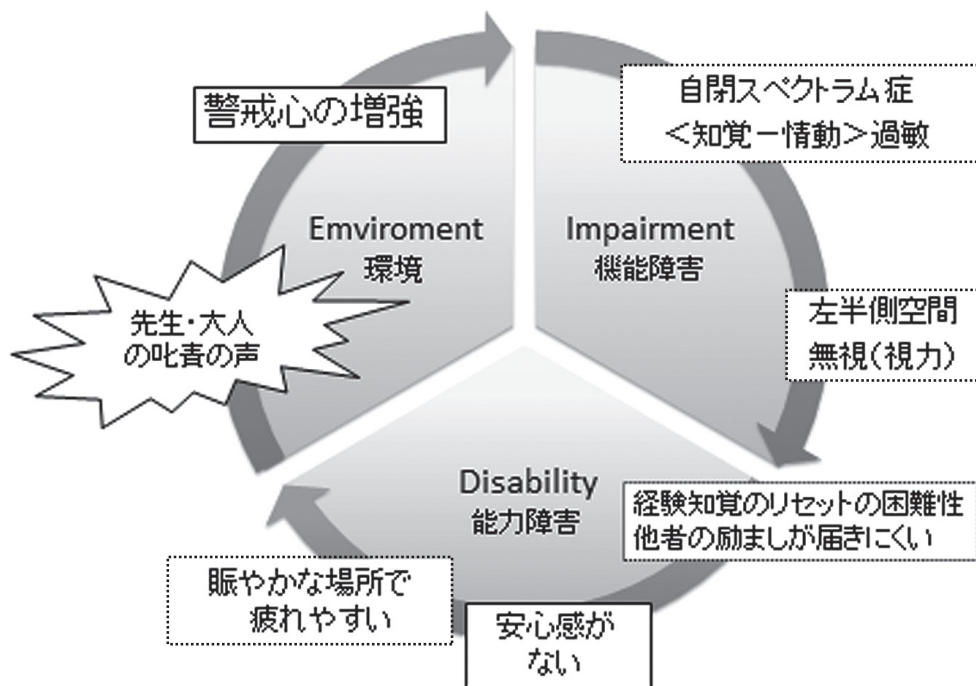 警戒心の増強
自閉スペクトラム症
<知覚ー情動>過敏
Emviroment
環境
Impairment
機能障害
先生・大人
の叱責の声
左半側空間
無視(視力)
Disability
能力障害
経験知覚のリセットの困難性
他者の励ましが届きにくい
賑やかな場所で
疲れやすい
安心感が
ない